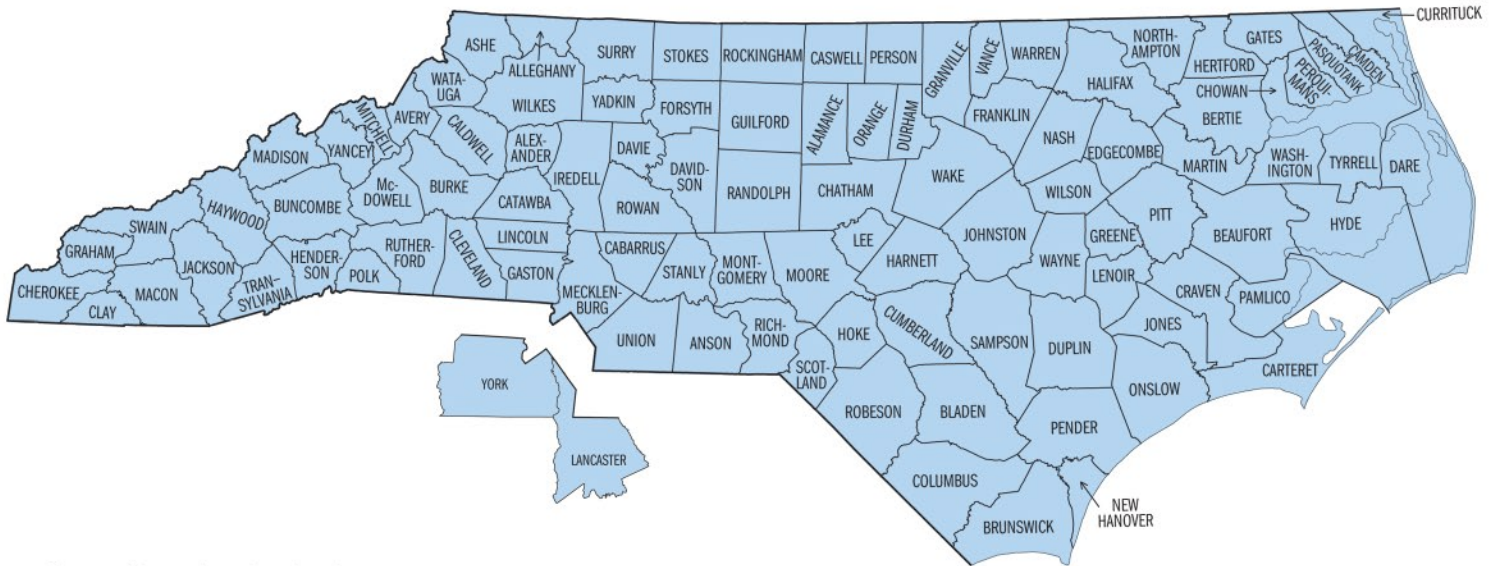 CURRITUCK
ASHE
ALLEGHANY
SURRY
STOKES
ROCKINGHAM
CASWELL
PERSON
GRANVILLE
VANCE
WARREN
NORTH-
AMPTON
GATES
HERTFORD
CAMDEN
PASQUOTANK
PERQUI-
MANS
CHOWAN
BERTIE
HALIFAX
WATA-
UGA
WILKES
YADKIN
FORSYTH
GUILFORD
ALAMANCE
ORANGE
DURHAM
FRANKLIN
NASH
EDGECOMBE
MARTIN
WASH-
INGTON
TYRRELL
DARE
MITCHELL
AVERY
CALDWELL
ALEX-
ANDER
IREDELL
DAVIE
DAVID-
SON
RANDOLPH
CHATHAM
WAKE
WILSON
PITT
BEAUFORT
HYDE
MADISON
YANCEY
Mc-
DOWELL
BURKE
CATAWBA
ROWAN
SWAIN
HAYWOOD
BUNCOMBE
RUTHER-
FORD
CLEVELAND
LINCOLN
CABARRUS
STANLY
MONT-
GOMERY
MOORE
LEE
HARNETT
JOHNSTON
WAYNE
GREENE
LENOIR
CRAVEN
PAMLICO
GRAHAM
JACKSON
HENDER-
SON
POLK
GASTON
MECKLEN-
BURG
CHEROKEE
CLAY
MACON
TRAN-
SYLVANIA
UNION
ANSON
RICH-
MOND
SCOT-
LAND
HOKE
CUMBERLAND
SAMPSON
DUPLIN
JONES
ONSLOW
CARTERET
YORK
LANCASTER
ROBESON
BLADEN
PENDER
COLUMBUS
BRUNSWICK
NEW
HANOVER